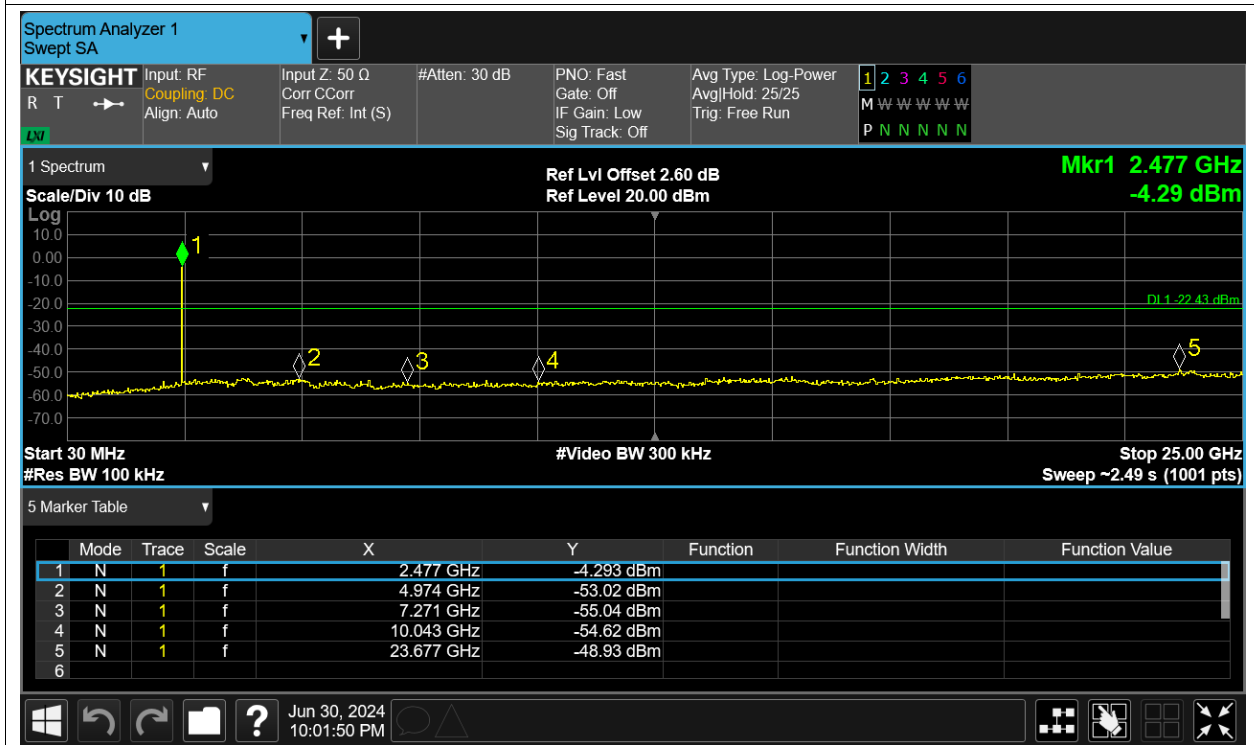 Spectrum Analyzer 1
Swept SA
+
KEYSIGHT
R T
LXI
Input: RF
Coupling: DC
Align: Auto
Input Z: 50 Ω
Corr CCorr
Freq Ref: Int (S)
#Atten: 30 dB
PNO: Fast
Gate: Off
IF Gain: Low
Sig Track: Off
Avg Type: Log-Power
Avg|Hold: 25/25
Trig: Free Run
1 2 3 4 5 6
M W W W W W
P N N N N N
1 Spectrum
Scale/Div 10 dB
Ref Lvl Offset 2.60 dB
Ref Level 20.00 dBm
Mkr1 2.477 GHz
-4.29 dBm
Log
10.0
0.00
-10.0
-20.0
-30.0
-40.0
-50.0
-60.0
-70.0
1
2
3
4
5
DL1 -22.43 dBm
Start 30 MHz
#Res BW 100 kHz
#Video BW 300 kHz
Stop 25.00 GHz
Sweep ~2.49 s (1001 pts)
5 Marker Table
Mode Trace Scale X Y Function Function Width Function Value
1 N 1 f 2.477 GHz -4.293 dBm
2 N 1 f 4.974 GHz -53.02 dBm
3 N 1 f 7.271 GHz -55.04 dBm
4 N 1 f 10.043 GHz -54.62 dBm
5 N 1 f 23.677 GHz -48.93 dBm
6
?
Jun 30, 2024
10:01:50 PM